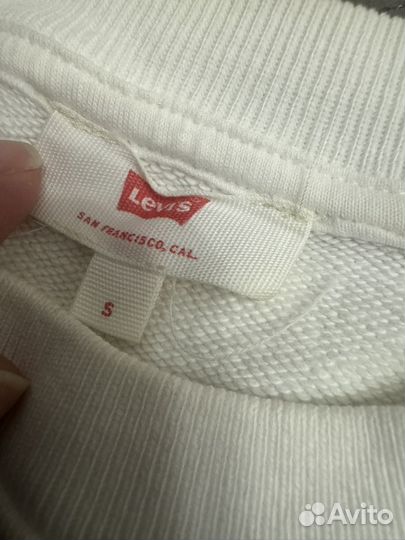 Levi's
SAN FRANCISCO, CAL.
S
Avito